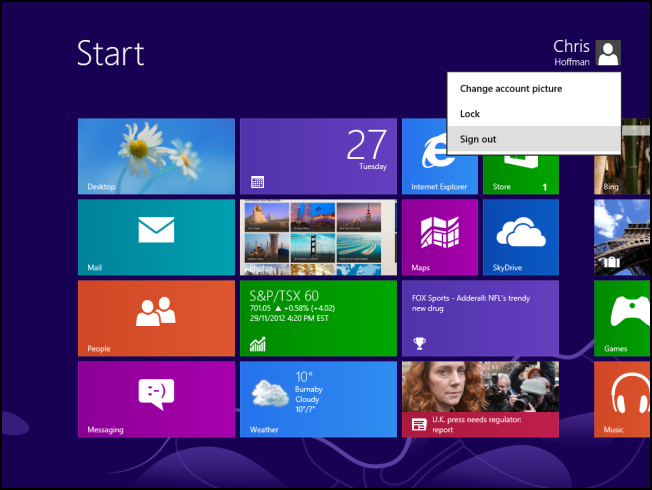 Start
Chris
Hoffman
Change account picture
Lock
Sign out
Desktop
27
Tuesday
Internet Explorer
Store
1
Bing
Mail
Photos
Maps
SkyDrive
People
S&P/TSX 60
701.05 ▲ +0.58% (+4.02)
29/11/2012 4:20 PM EST
FOX Sports - Adderall: NFL's trendy
new drug
Games
Messaging
:-)
10°
Burnaby
Cloudy
10°/7°
Weather
U.K. press needs regulator:
report
Music